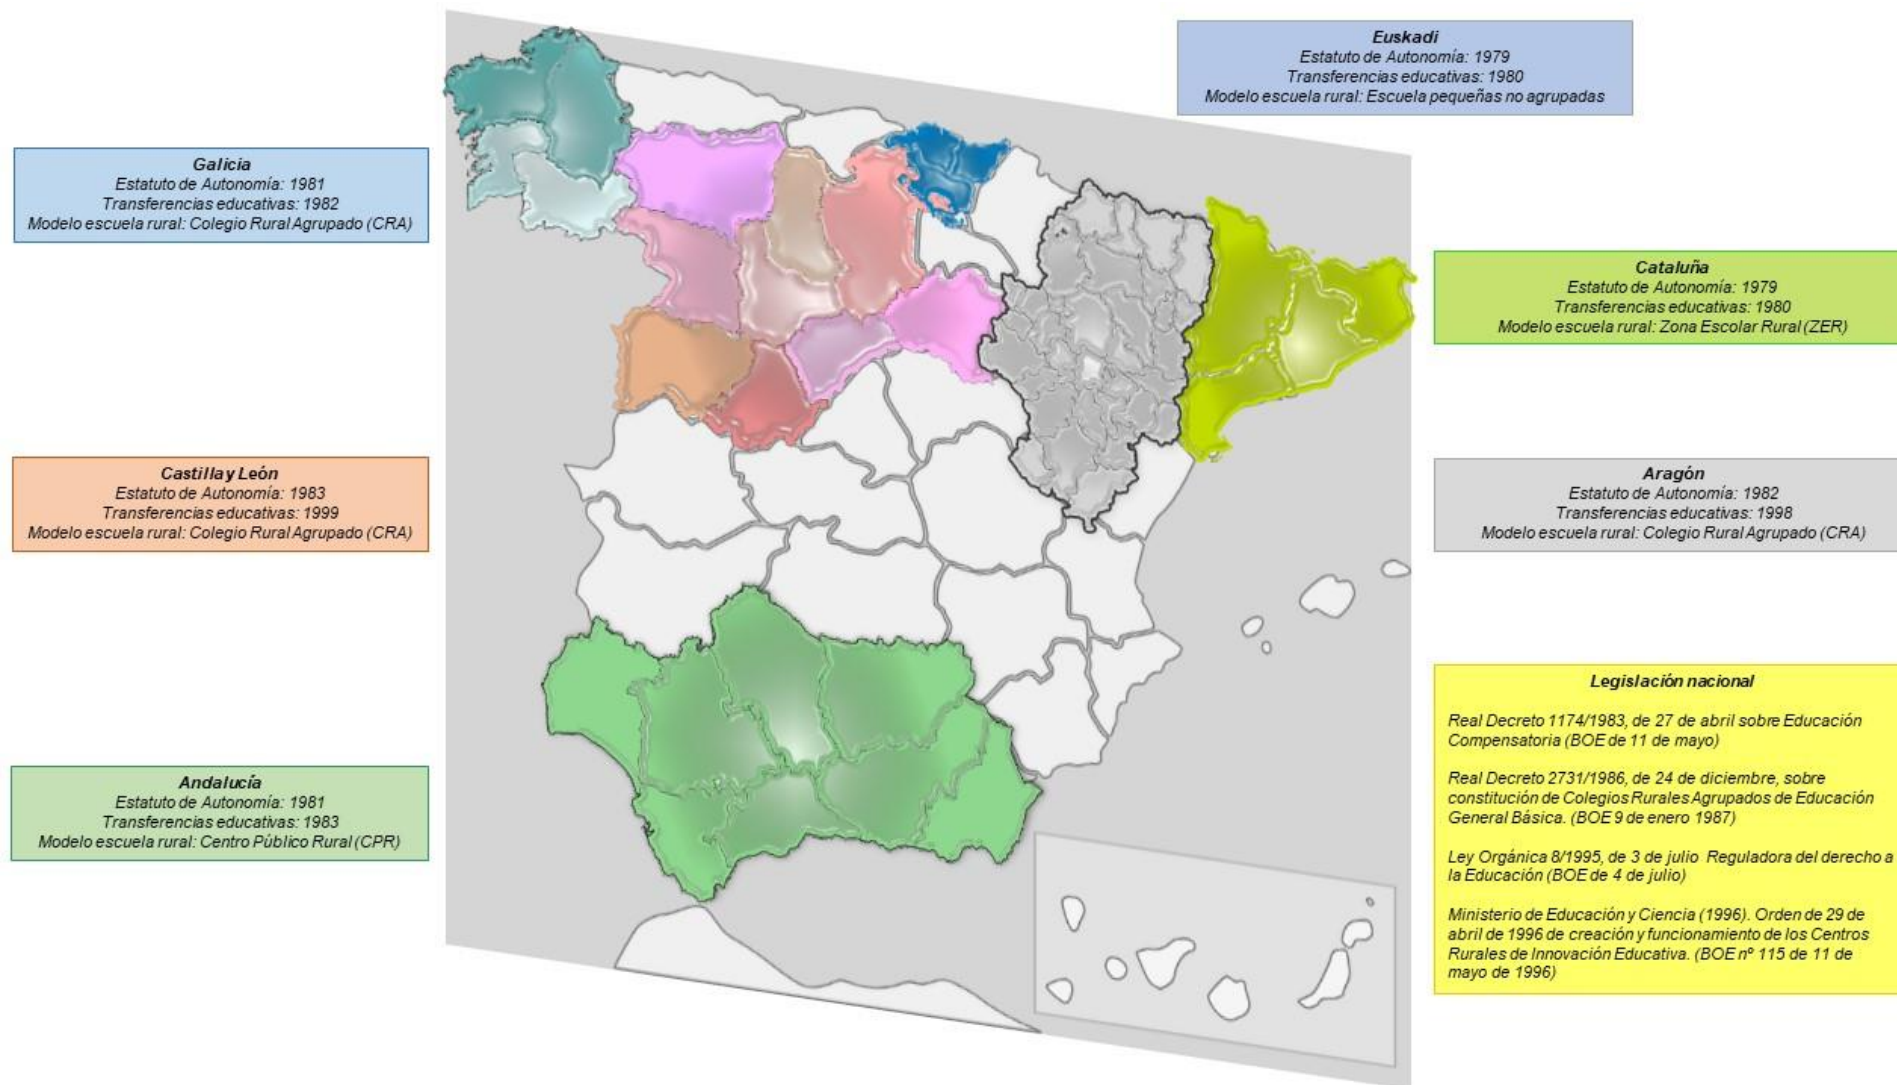 Euskadi
Estatuto de Autonomía: 1979
Transferencias educativas: 1980
Modelo escuela rural: Escuela pequeñas no agrupadas
Galicia
Estatuto de Autonomía: 1981
Transferencias educativas: 1982
Modelo escuela rural: Colegio Rural Agrupado (CRA)
Cataluña
Estatuto de Autonomía: 1979
Transferencias educativas: 1980
Modelo escuela rural: Zona Escolar Rural (ZER)
Castilla y León
Estatuto de Autonomía: 1983
Transferencias educativas: 1999
Modelo escuela rural: Colegio Rural Agrupado (CRA)
Aragón
Estatuto de Autonomía: 1982
Transferencias educativas: 1998
Modelo escuela rural: Colegio Rural Agrupado (CRA)
Andalucía
Estatuto de Autonomía: 1981
Transferencias educativas: 1983
Modelo escuela rural: Centro Público Rural (CPR)
Legislación nacional
Real Decreto 1174/1983, de 27 de abril sobre Educación
Compensatoria (BOE de 11 de mayo)
Real Decreto 2731/1986, de 24 de diciembre, sobre
constitución de Colegios Rurales Agrupados de Educación
General Básica. (BOE 9 de enero 1987)
Ley Orgánica 8/1995, de 3 de julio Reguladora del derecho a
la Educación (BOE de 4 de julio)
Ministerio de Educación y Ciencia (1996). Orden de 29 de
abril de 1996 de creación y funcionamiento de los Centros
Rurales de Innovación Educativa. (BOE nº 115 de 11 de
mayo de 1996)